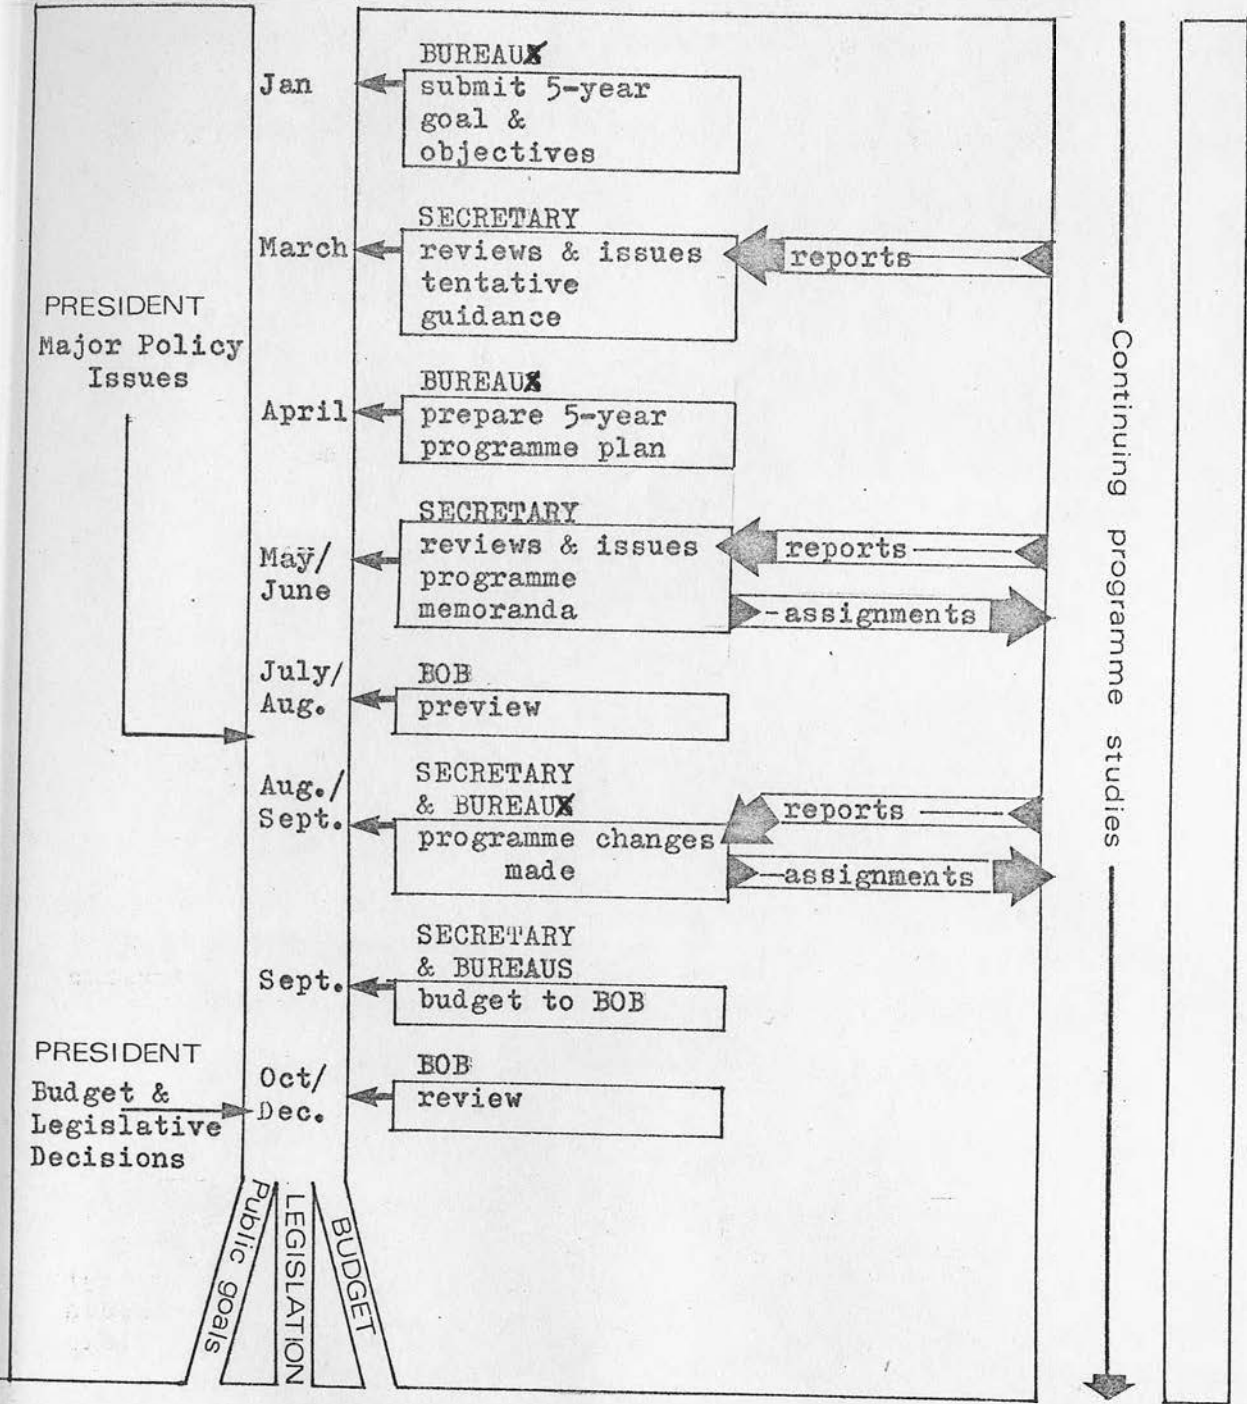 BUREAUX
Jan
submit 5-year
goal &
objectives
SECRETARY
March
reviews & issues
tentative
guidance
reports
PRESIDENT
Major Policy
Issues
BUREAUX
April
prepare 5-year
programme plan
SECRETARY
May/
June
reviews & issues
programme
memoranda
reports
-assignments
July/
Aug.
BOB
preview
Aug./
Sept.
SECRETARY
& BUREAUX
programme changes
made
reports
-assignments
Sept.
SECRETARY
& BUREAUS
budget to BOB
PRESIDENT
Budget &
Legislative
Decisions
Oct/
Dec.
BOB
review
Public goals
LEGISLATION
BUDGET
Continuing programme studies